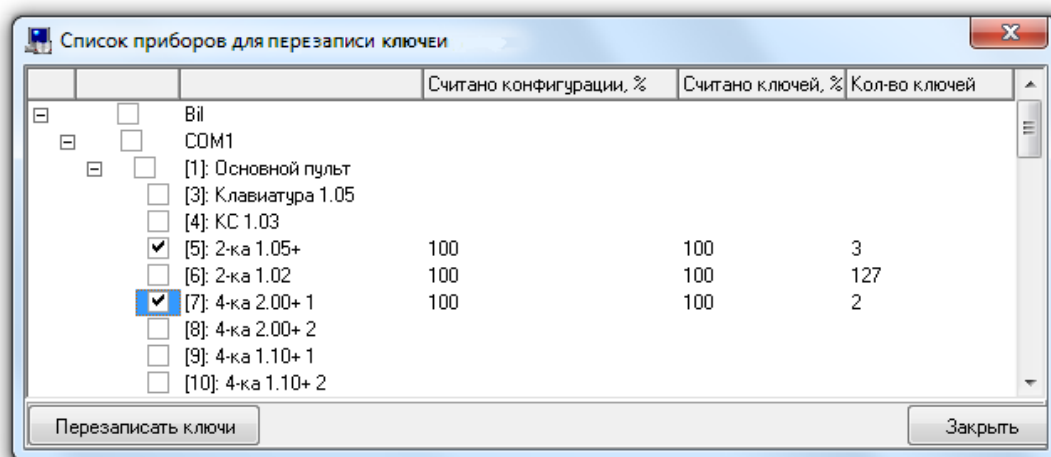 Список приборов для перезаписи ключеи
Считано конфигурации, % Считано ключей, % Кол-во ключей
Bil
COM1
[1]: Основной пульт
[3]: Клавиатура 1.05
[4]: КС 1.03
[5]: 2-ка 1.05+ 100 100 3
[6]: 2-ка 1.02 100 100 127
[7]: 4-ка 2.00+ 1 100 100 2
[8]: 4-ка 2.00+ 2
[9]: 4-ка 1.10+ 1
[10]: 4-ка 1.10+ 2
Перезаписать ключи Закрыть